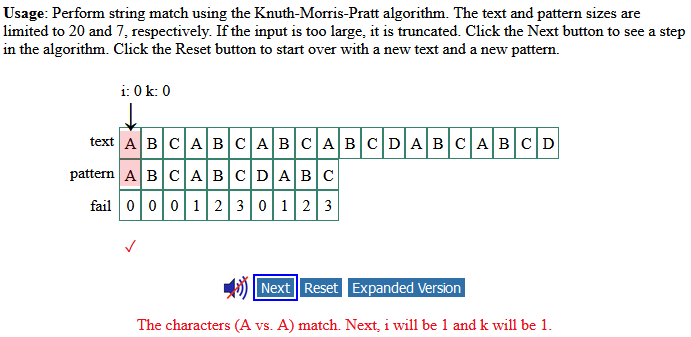 Usage: Perform string match using the Knuth-Morris-Pratt algorithm. The text and pattern sizes are
limited to 20 and 7, respectively. If the input is too large, it is truncated. Click the Next button to see a step
in the algorithm. Click the Reset button to start over with a new text and a new pattern.
i: 0 k: 0
text A B C A B C A B C A B C D A B C A B C D
pattern A B C A B C D A B C
fail 0 0 0 1 2 3 0 1 2 3
✓
Next Reset Expanded Version
The characters (A vs. A) match. Next, i will be 1 and k will be 1.